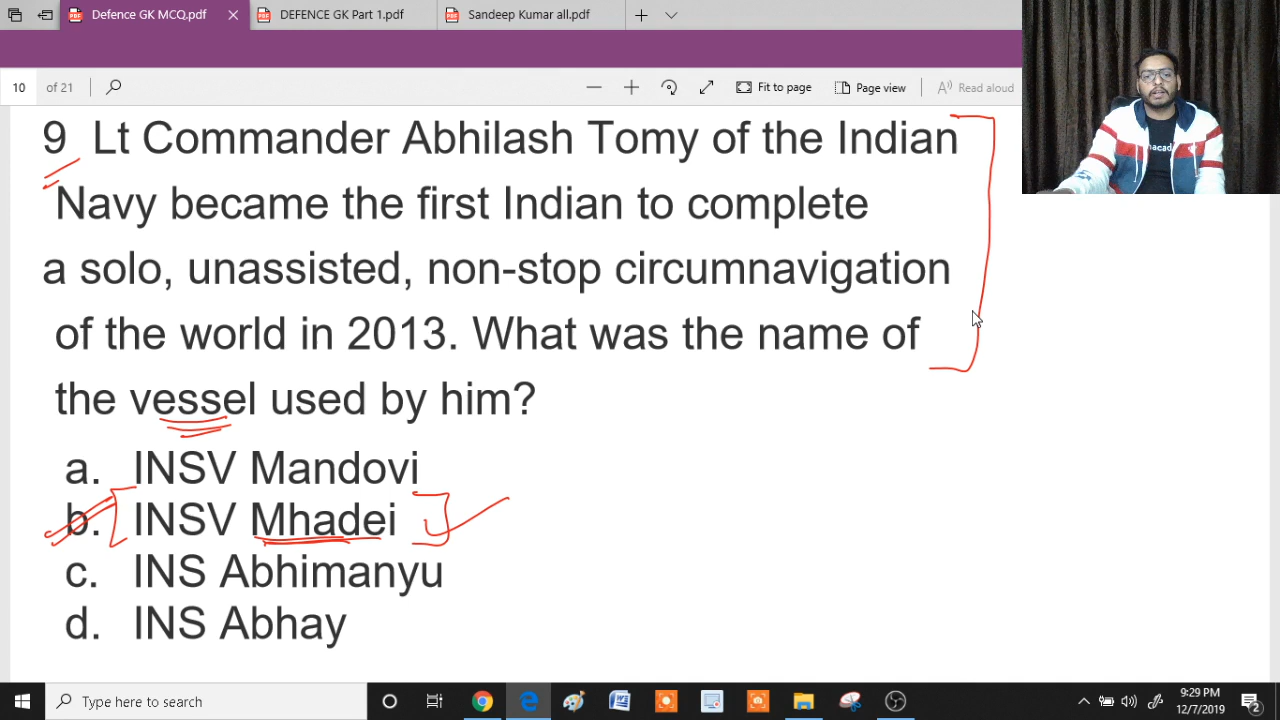 Defence GK MCQ.pdf
DEFENCE GK Part 1.pdf
Sandeep Kumar all.pdf
10 of 21
Fit to page
Page view
Read aloud
9 Lt Commander Abhilash Tomy of the Indian
Navy became the first Indian to complete
a solo, unassisted, non-stop circumnavigation
of the world in 2013. What was the name of
the vessel used by him?
a. INSV Mandovi
b. INSV Mhadei
c. INS Abhimanyu
d. INS Abhay
Type here to search
9:29 PM
12/7/2019
2